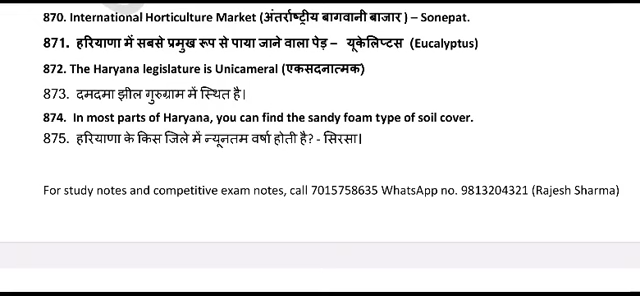 870. International Horticulture Market (अंतर्राष्ट्रीय बागवानी बाजार ) – Sonepat.
871. हरियाणा में सबसे प्रमुख रूप से पाया जाने वाला पेड़ – यूकेलिप्टस (Eucalyptus)
872. The Haryana legislature is Unicameral (एकसदनात्मक)
873. दमदमा झील गुरुग्राम में स्थित है।
874. In most parts of Haryana, you can find the sandy foam type of soil cover.
875. हरियाणा के किस जिले में न्यूनतम वर्षा होती है? - सिरसा|
For study notes and competitive exam notes, call 7015758635 WhatsApp no. 9813204321 (Rajesh Sharma)